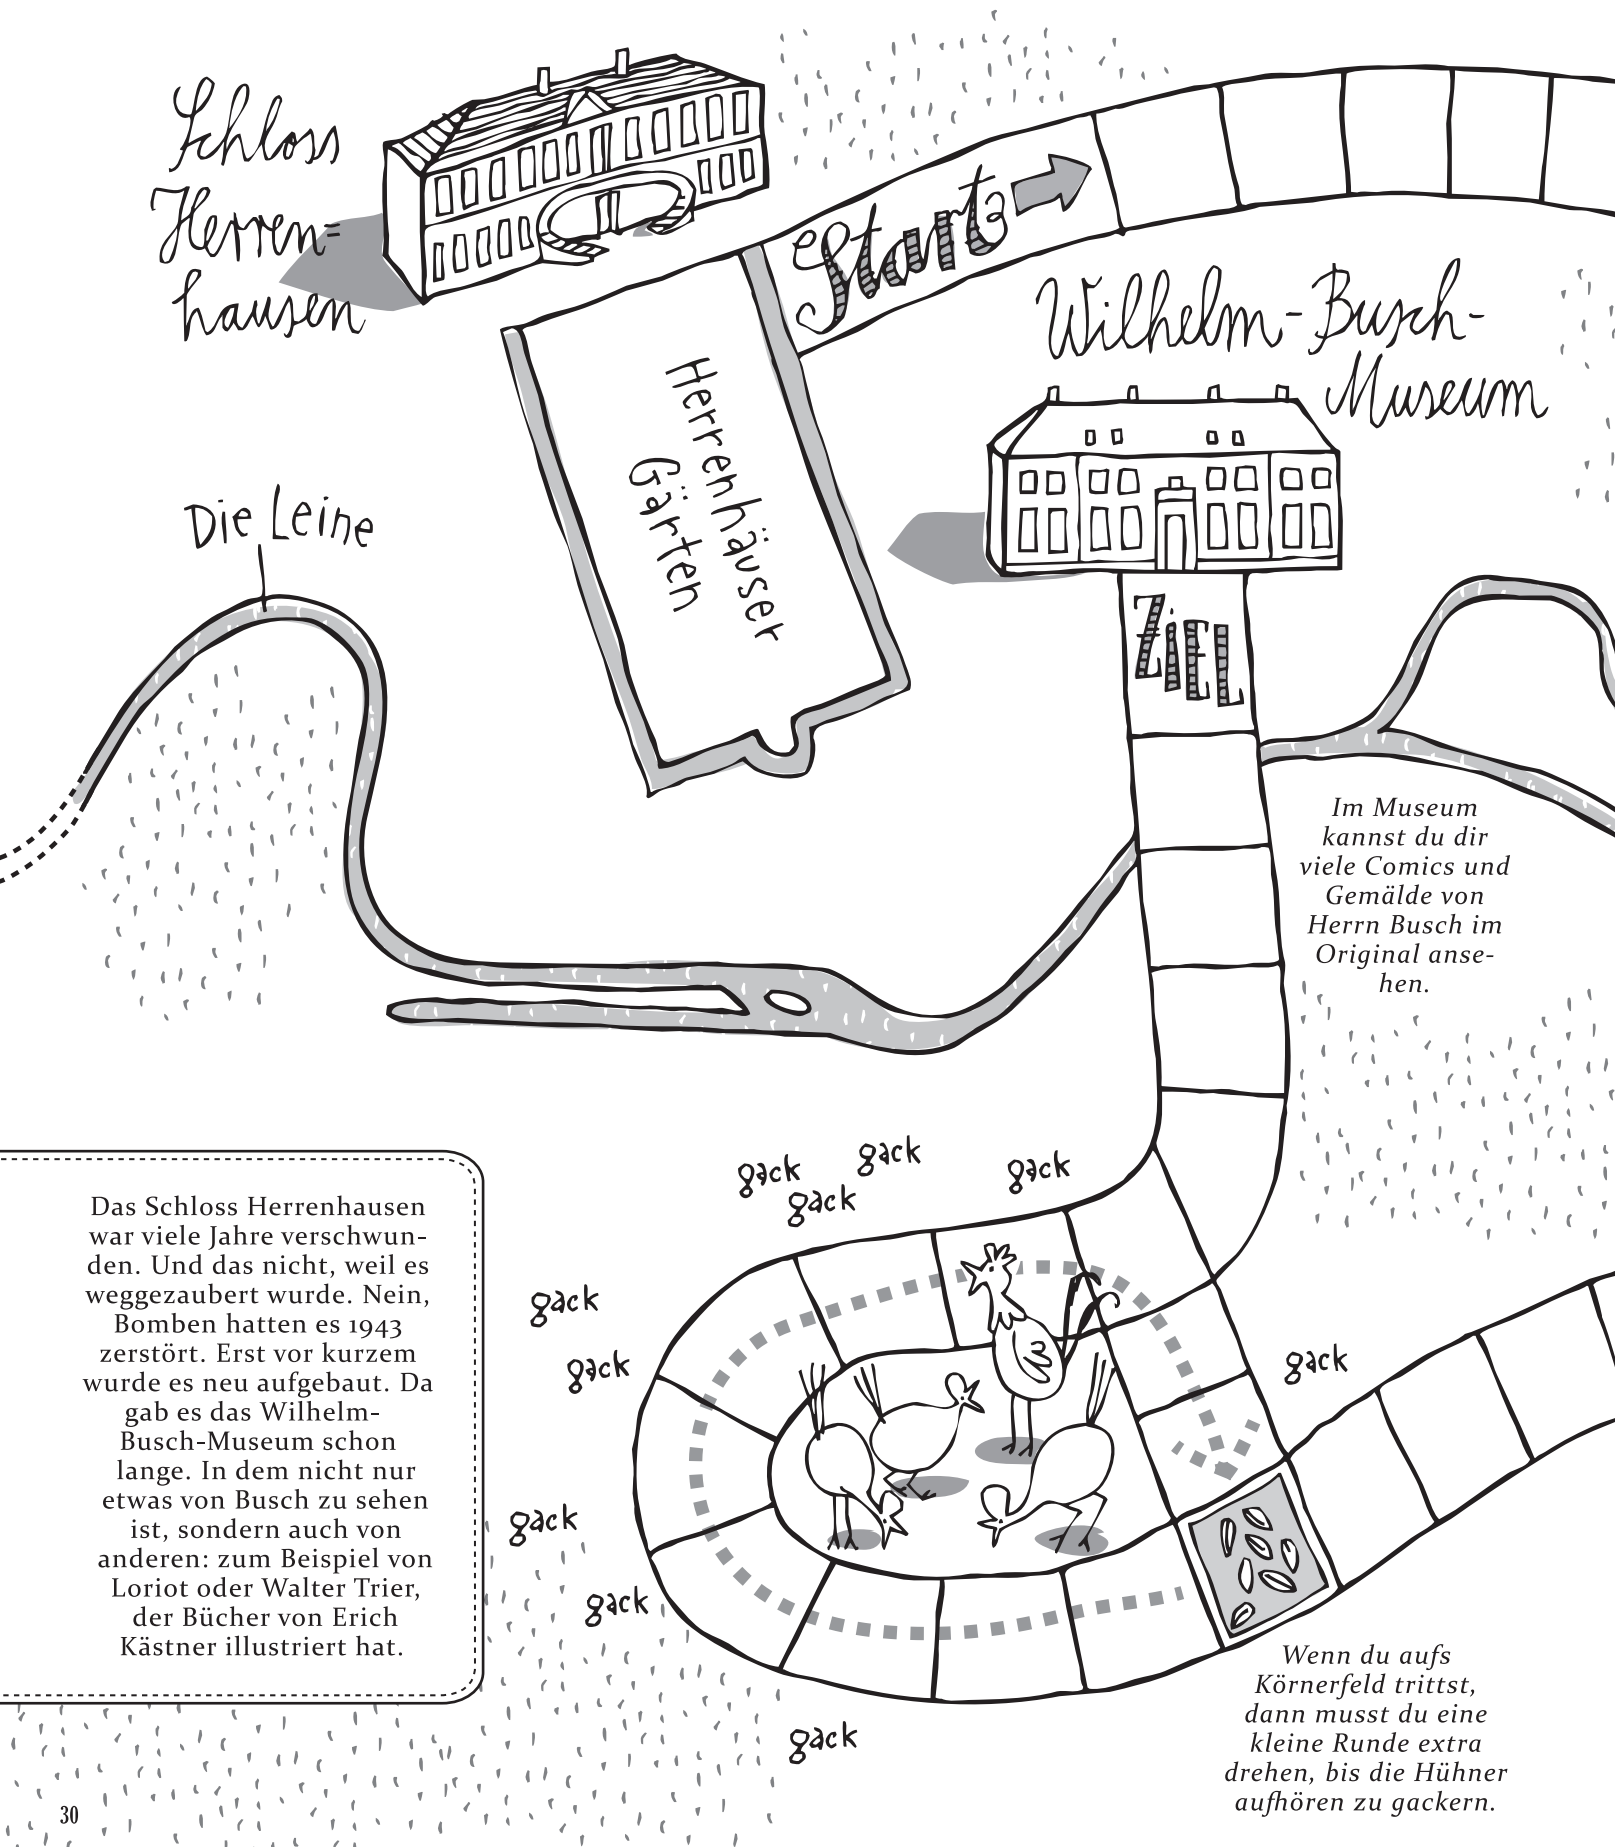 Schloss
Herren=
hausen
Start
Wilhelm-Busch-
Museum
Herrenhäuser
Gärten
Die Leine
ZiEL
Im Museum
kannst du dir
viele Comics und
Gemälde von
Herrn Busch im
Original anse-
hen.
gack
gack
gack
gack
gack
gack
gack
gack
gack
gack
Das Schloss Herrenhausen
war viele Jahre verschwun-
den. Und das nicht, weil es
weggezaubert wurde. Nein,
Bomben hatten es 1943
zerstört. Erst vor kurzem
wurde es neu aufgebaut. Da
gab es das Wilhelm-
Busch-Museum schon
lange. In dem nicht nur
etwas von Busch zu sehen
ist, sondern auch von
anderen: zum Beispiel von
Loriot oder Walter Trier,
der Bücher von Erich
Kästner illustriert hat.
Wenn du aufs
Körnerfeld trittst,
dann musst du eine
kleine Runde extra
drehen, bis die Hühner
aufhören zu gackern.
30